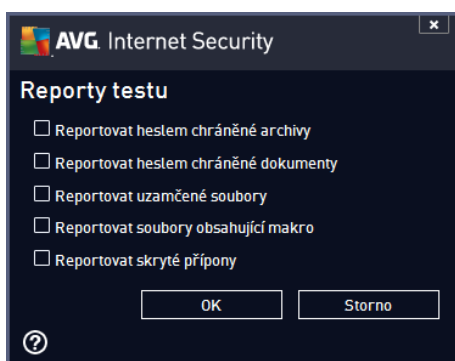 AVG. Internet Security
Reporty testu
Reportovat heslem chráněné archivy
Reportovat heslem chráněné dokumenty
Reportovat uzamčené soubory
Reportovat soubory obsahující makro
Reportovat skryté přípony
OK
Storno
?